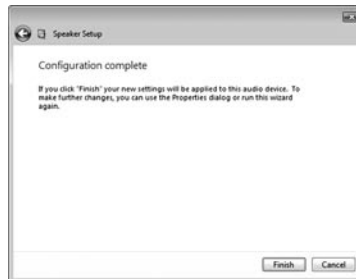 Speaker Setup
Configuration complete
If you click 'Finish' your new settings will be applied to this audio device. To
make further changes, you can use the Properties dialog or run this wizard
again.
Finish Cancel